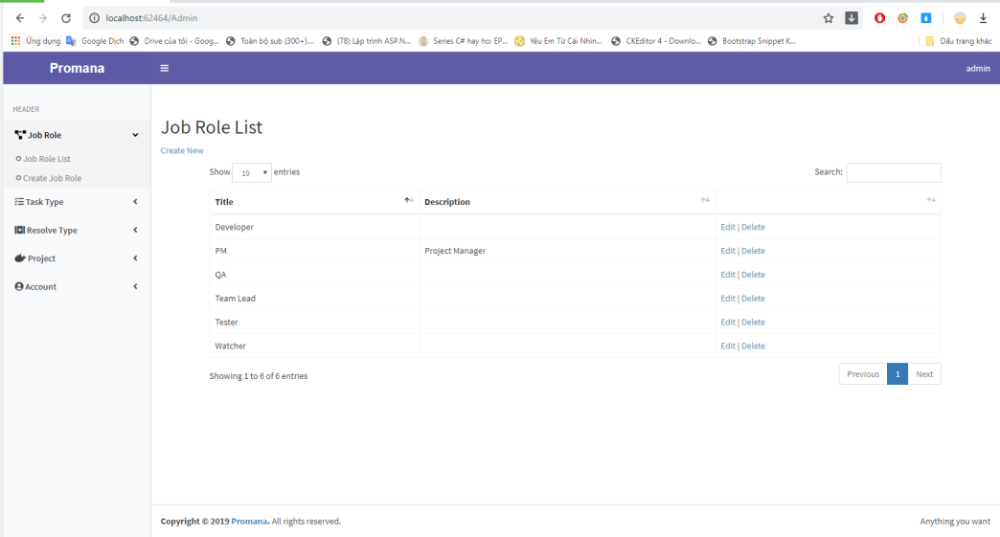 localhost:62464/Admin
Ứng dụng Google Dịch Drive của tôi - Goog... Toàn bộ sub (300+).... (78) Lập trình ASP.N... Series C# hay ho: EP... Yêu Em Từ Cái Nhìn... CKEditor 4 - Downlo... Bootstrap Snippet K... Dấu trang khác
Promana admin
HEADER
Job Role
Job Role List
Create Job Role
Task Type
Resolve Type
Project
Account
Job Role List
Create New
Show 10 entries Search:
Title Description
Developer Edit | Delete
PM Project Manager Edit | Delete
QA Edit | Delete
Team Lead Edit | Delete
Tester Edit | Delete
Watcher Edit | Delete
Showing 1 to 6 of 6 entries Previous 1 Next
Copyright © 2019 Promana. All rights reserved. Anything you want